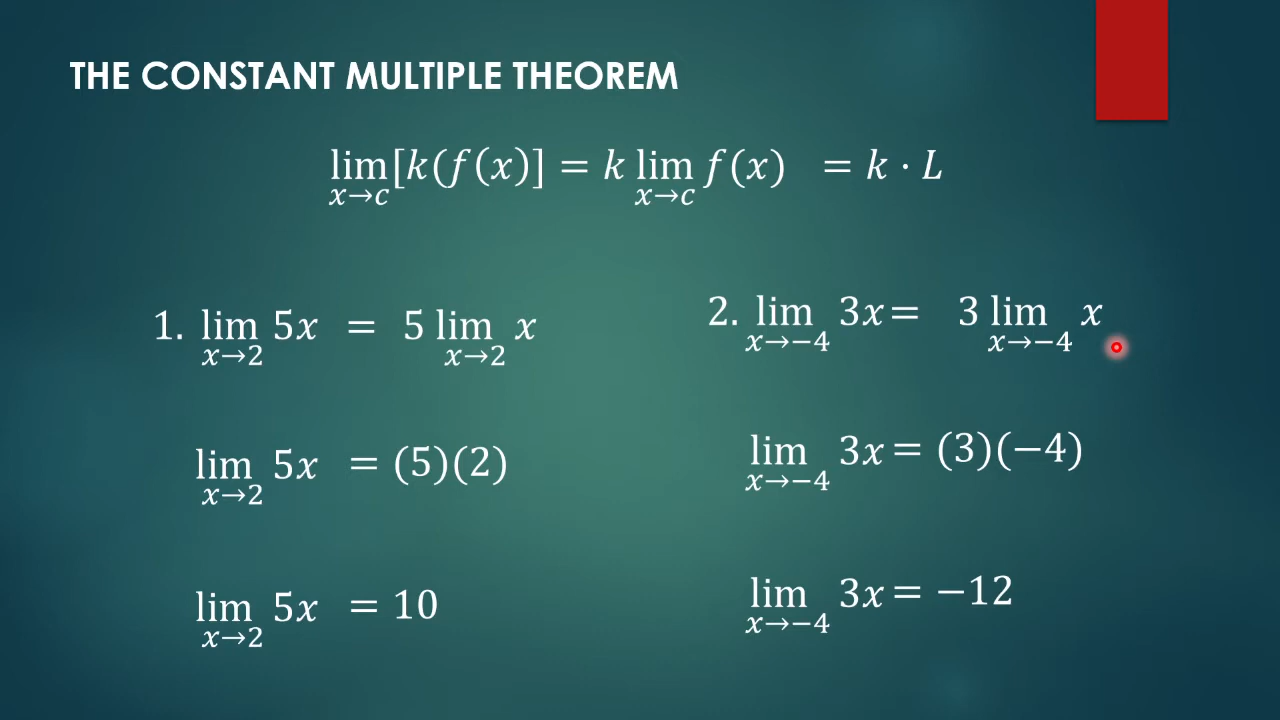 THE CONSTANT MULTIPLE THEOREM
lim x→c [k(f(x)] = k lim x→c f(x) = k · L
1. lim x→2 5x = 5 lim x→2 x
lim x→2 5x = (5)(2)
lim x→2 5x = 10
2. lim x→−4 3x = 3 lim x→−4 x
lim x→−4 3x = (3)(−4)
lim x→−4 3x = −12